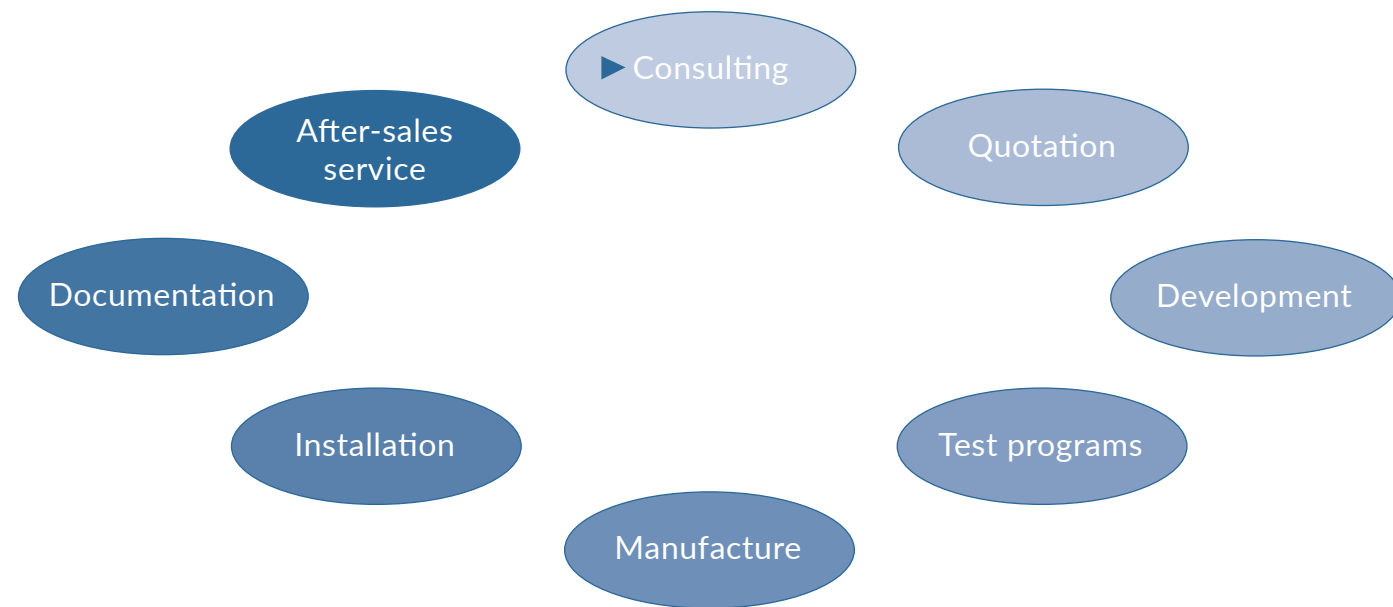 ► Consulting
Quotation
Development
Test programs
Manufacture
Installation
Documentation
After-sales
service